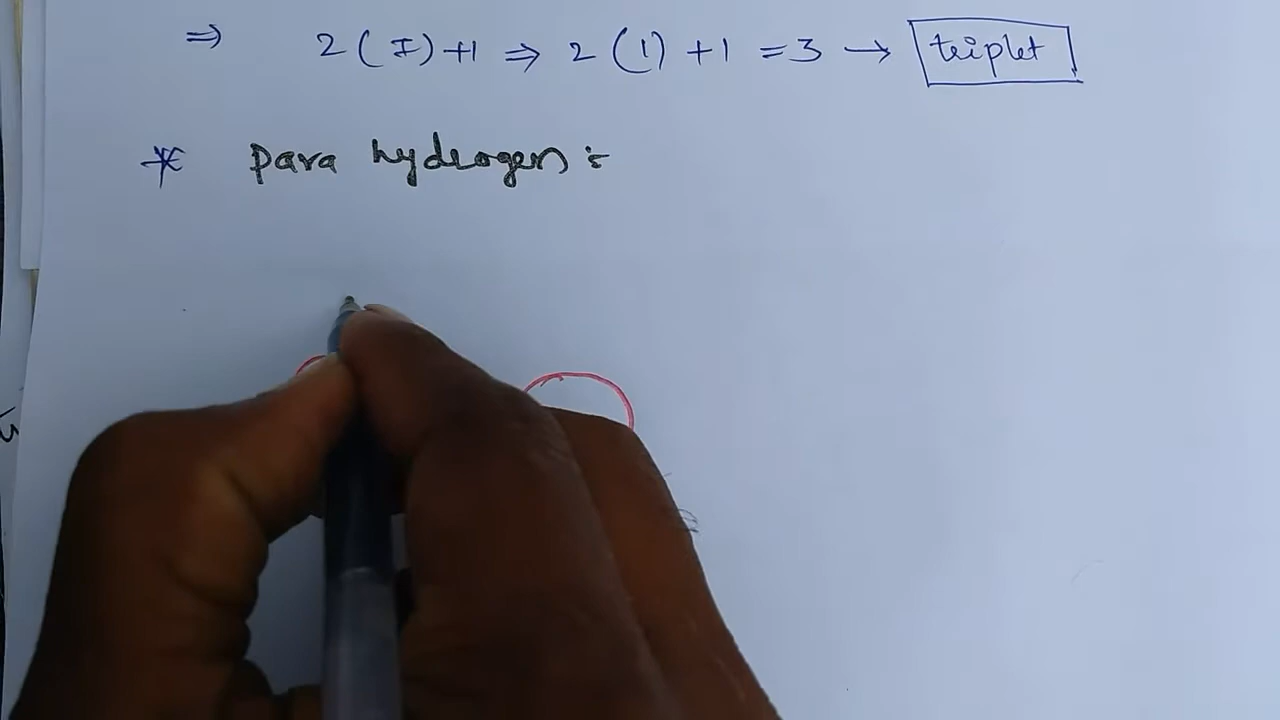 ⇒ 2 (I) +1 ⇒ 2 (1) +1 = 3 → triplet
* Para hydrogen :